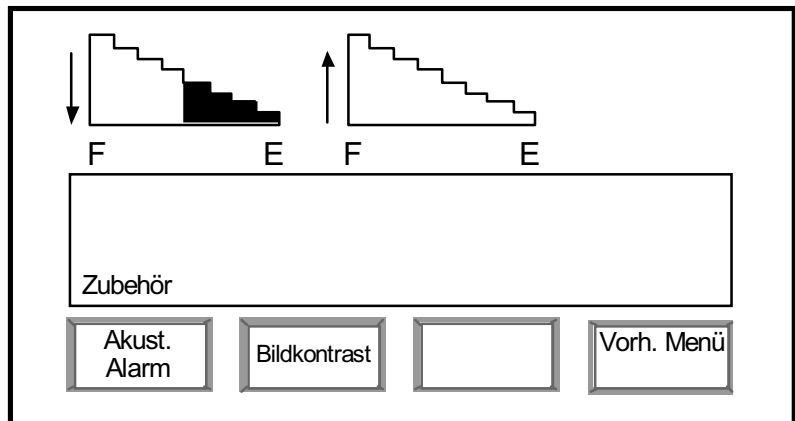 F E F E
Zubehör
Akust.
Alarm
Bildkontrast
Vorh. Menü